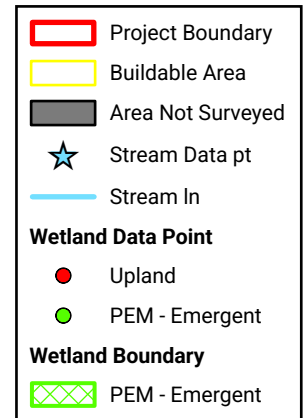 Project Boundary
Buildable Area
Area Not Surveyed
Stream Data pt
Stream ln
Wetland Data Point
Upland
PEM - Emergent
Wetland Boundary
PEM - Emergent